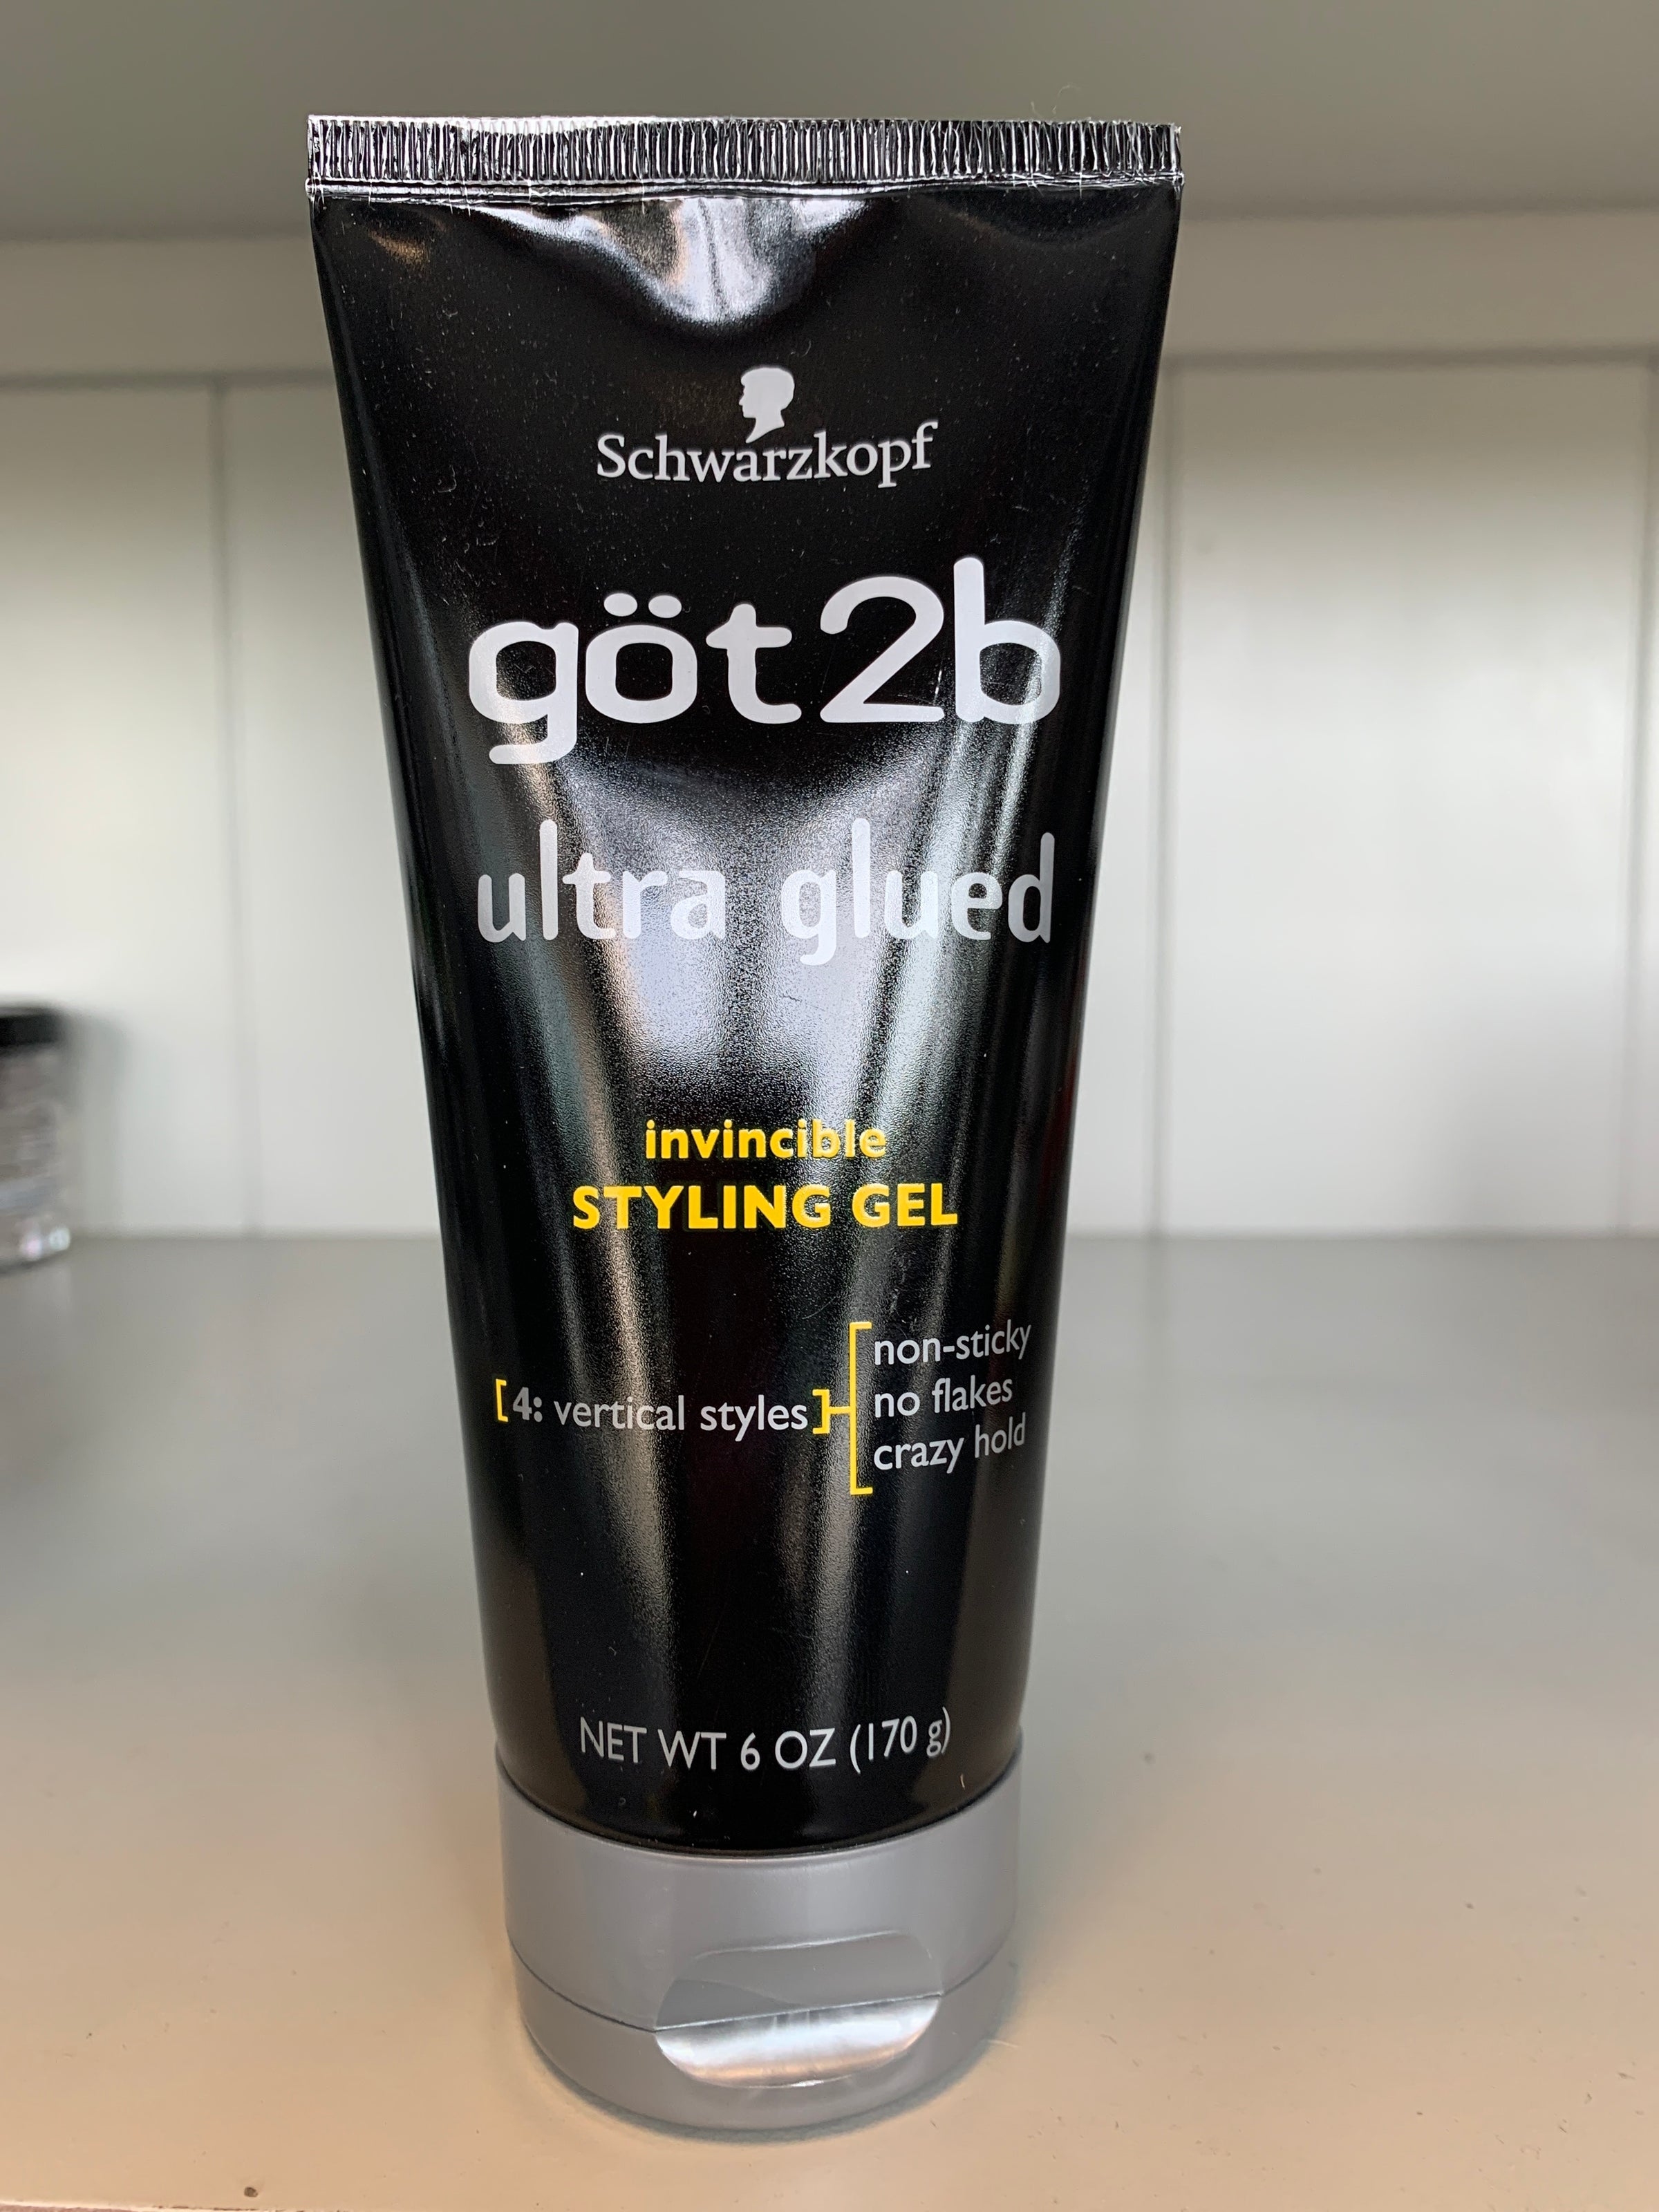 Schwarzkopf
göt2b
ultra glued
invincible
STYLING GEL
[4: vertical styles]
non-sticky
no flakes
crazy hold
NET WT 6 OZ (170 g)